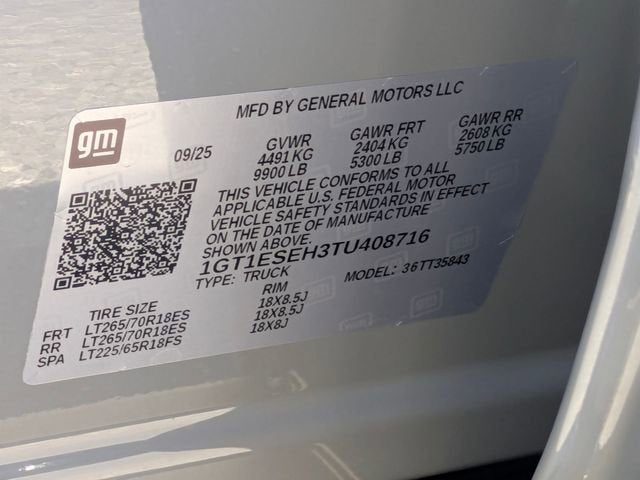 MFD BY GENERAL MOTORS LLC
gm
09/25
GVWR GAWR FRT GAWR RR
4491 KG 2404 KG 2608 KG
9900 LB 5300 LB 5750 LB
THIS VEHICLE CONFORMS TO ALL
APPLICABLE U.S. FEDERAL MOTOR
VEHICLE SAFETY STANDARDS IN EFFECT
ON THE DATE OF MANUFACTURE
SHOWN ABOVE.
1GT1ESEH3TU408716
TYPE: TRUCK MODEL: 36TT35843
TIRE SIZE RIM
FRT LT265/70R18ES 18X8.5J
RR LT265/70R18ES 18X8.5J
SPA LT225/65R18FS 18X8J